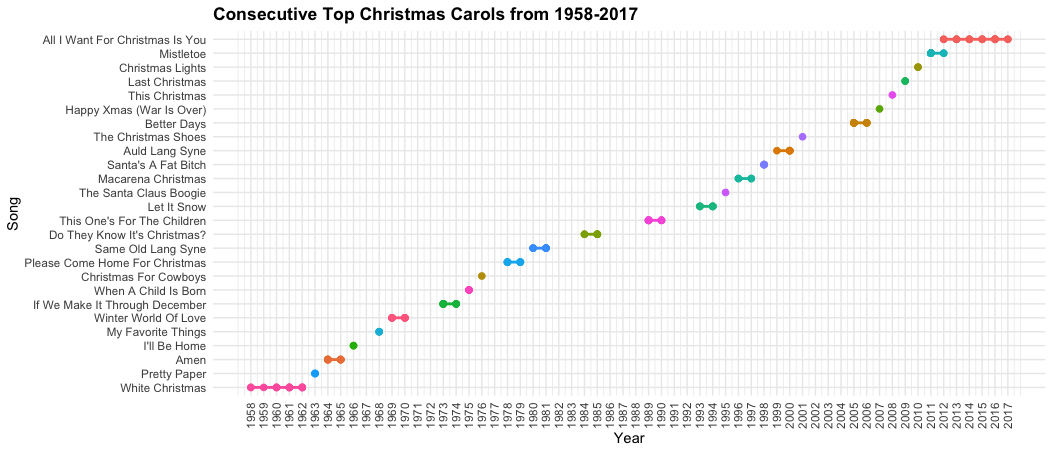 Consecutive Top Christmas Carols from 1958-2017
Song
All I Want For Christmas Is You
Mistletoe
Christmas Lights
Last Christmas
This Christmas
Happy Xmas (War Is Over)
Better Days
The Christmas Shoes
Auld Lang Syne
Santa's A Fat Bitch
Macarena Christmas
The Santa Claus Boogie
Let It Snow
This One's For The Children
Do They Know It's Christmas?
Same Old Lang Syne
Please Come Home For Christmas
Christmas For Cowboys
When A Child Is Born
If We Make It Through December
Winter World Of Love
My Favorite Things
I'll Be Home
Amen
Pretty Paper
White Christmas
1958
1959
1960
1961
1962
1963
1964
1965
1966
1967
1968
1969
1970
1971
1972
1973
1974
1975
1976
1977
1978
1979
1980
1981
1982
1983
1984
1985
1986
1987
1988
1989
1990
1991
1992
1993
1994
1995
1996
1997
1998
1999
2000
2001
2002
2003
2004
2005
2006
2007
2008
2009
2010
2011
2012
2013
2014
2015
2016
2017
Year